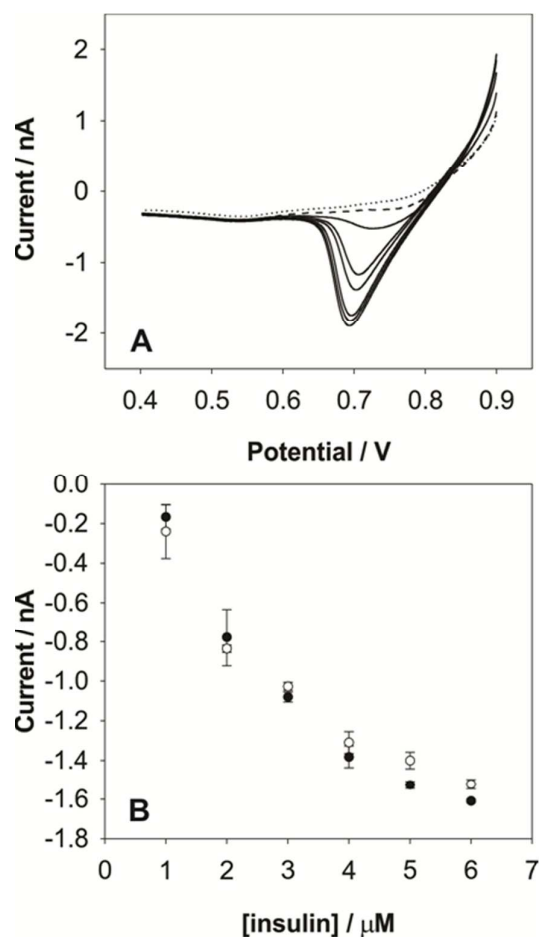 2
1
0
-1
-2
Current / nA
A
0.4 0.5 0.6 0.7 0.8 0.9
Potential / V
0.0
-0.2
-0.4
-0.6
-0.8
-1.0
-1.2
-1.4
-1.6
-1.8
Current / nA
B
0 1 2 3 4 5 6 7
[insulin] / μM